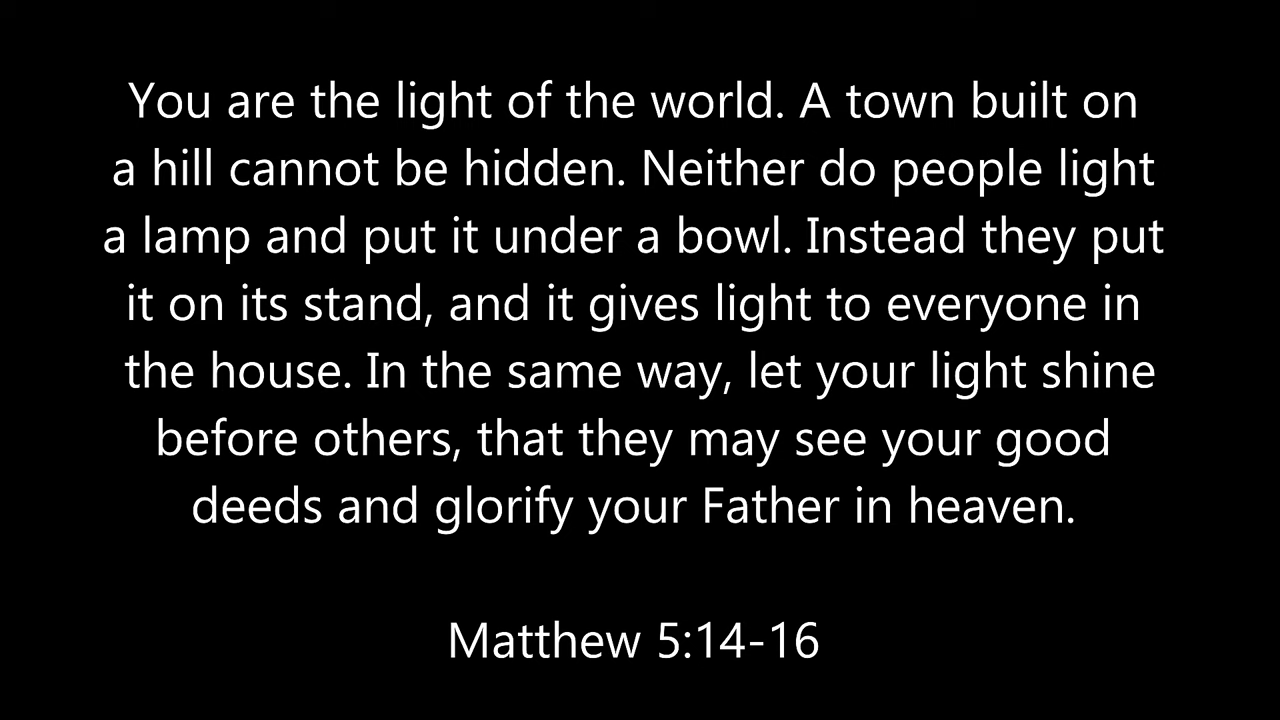 You are the light of the world. A town built on
a hill cannot be hidden. Neither do people light
a lamp and put it under a bowl. Instead they put
it on its stand, and it gives light to everyone in
the house. In the same way, let your light shine
before others, that they may see your good
deeds and glorify your Father in heaven.
Matthew 5:14-16